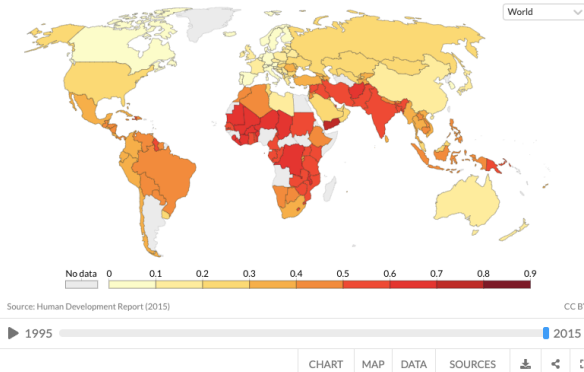 World
No data 0 0.1 0.2 0.3 0.4 0.5 0.6 0.7 0.8 0.9
Source: Human Development Report (2015) CC BY
1995 2015
CHART MAP DATA SOURCES